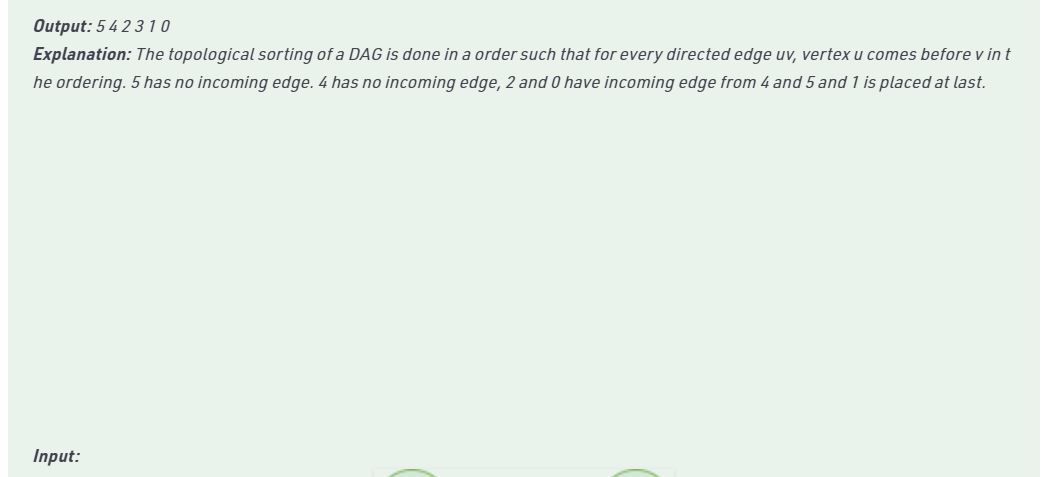 Output: 5 4 2 3 1 0
Explanation: The topological sorting of a DAG is done in a order such that for every directed edge uv, vertex u comes before v in t
he ordering. 5 has no incoming edge. 4 has no incoming edge, 2 and 0 have incoming edge from 4 and 5 and 1 is placed at last.
Input: